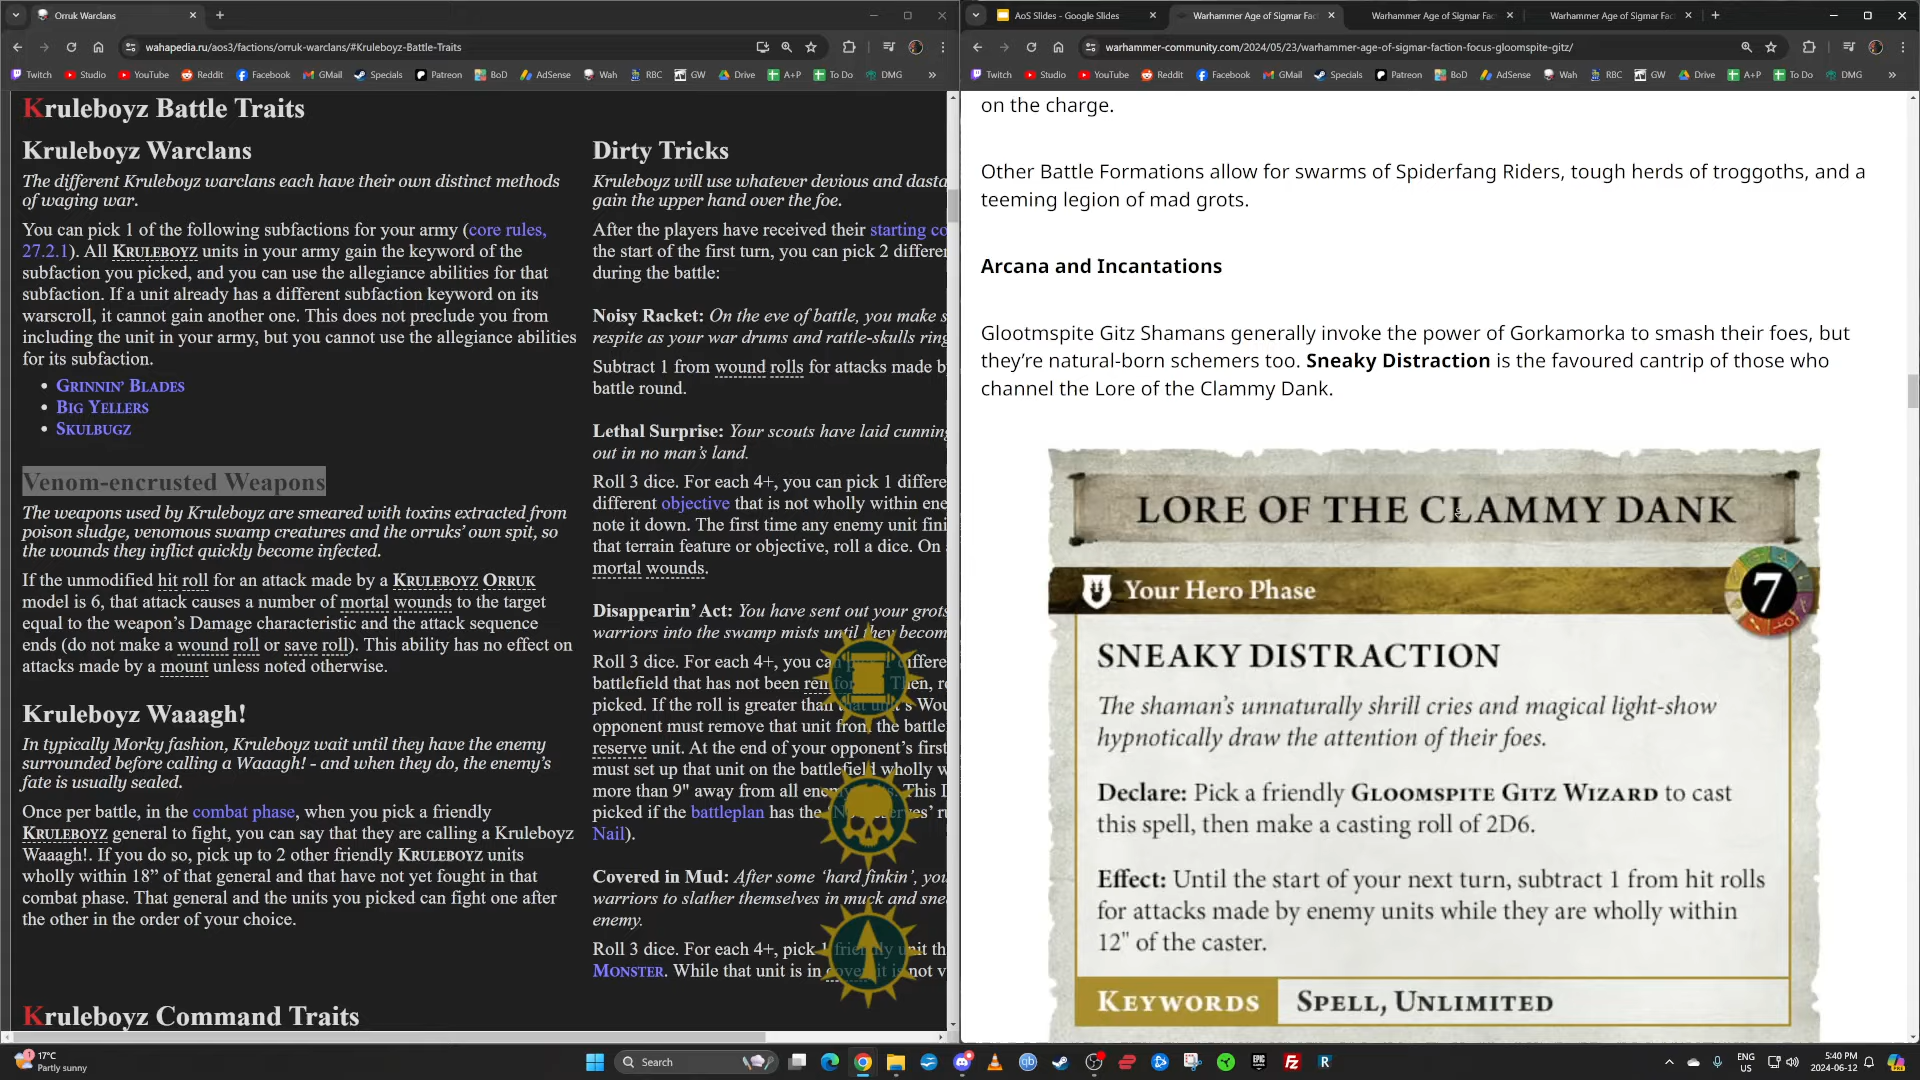 Orruk Warclans
wahapedia.ru/aos3/factions/orruk-warclans/#Kruleboyz-Battle-Traits
Twitch
Studio
YouTube
Reddit
Facebook
GMail
Specials
Patreon
BoD
AdSense
Wah
RBC
GW
Drive
A+P
To Do
DMG
Kruleboyz Battle Traits
Kruleboyz Warclans
The different Kruleboyz warclans each have their own distinct methods
of waging war.
You can pick 1 of the following subfactions for your army (core rules,
27.2.1). All KRULEBOYZ units in your army gain the keyword of the
subfaction you picked, and you can use the allegiance abilities for that
subfaction. If a unit already has a different subfaction keyword on its
warscroll, it cannot gain another one. This does not preclude you from
including the unit in your army, but you cannot use the allegiance abilities
for its subfaction.
• GRINNIN’ BLADES
• BIG YELLERS
• SKULBUGZ
Venom-encrusted Weapons
The weapons used by Kruleboyz are smeared with toxins extracted from
poison sludge, venomous swamp creatures and the orruks’ own spit, so
the wounds they inflict quickly become infected.
If the unmodified hit roll for an attack made by a KRULEBOYZ ORRUK
model is 6, that attack causes a number of mortal wounds to the target
equal to the weapon’s Damage characteristic and the attack sequence
ends (do not make a wound roll or save roll). This ability has no effect on
attacks made by a mount unless noted otherwise.
Kruleboyz Waaagh!
In typically Morky fashion, Kruleboyz wait until they have the enemy
surrounded before calling a Waaagh! - and when they do, the enemy’s
fate is usually sealed.
Once per battle, in the combat phase, when you pick a friendly
KRULEBOYZ general to fight, you can say that they are calling a Kruleboyz
Waaagh!. If you do so, pick up to 2 other friendly KRULEBOYZ units
wholly within 18” of that general and that have not yet fought in that
combat phase. That general and the units you picked can fight one after
the other in the order of your choice.
Kruleboyz Command Traits
Dirty Tricks
Kruleboyz will use whatever devious and dasta
gain the upper hand over the foe.
After the players have received their starting co
the start of the first turn, you can pick 2 differe
during the battle:
Noisy Racket: On the eve of battle, you make s
respite as your war drums and rattle-skulls ring
Subtract 1 from wound rolls for attacks made b
battle round.
Lethal Surprise: Your scouts have laid cunning
out in no man’s land.
Roll 3 dice. For each 4+, you can pick 1 differe
different objective that is not wholly within ene
note it down. The first time any enemy unit fini
that terrain feature or objective, roll a dice. On
mortal wounds.
Disappearin’ Act: You have sent out your grots
warriors into the swamp mists until they becom
Roll 3 dice. For each 4+, you can differe
battlefield that has not been Then, r
picked. If the roll is greater than unit’s Wou
opponent must remove that unit from the battle
reserve unit. At the end of your opponent’s first
must set up that unit on the battlefield wholly w
more than 9" away from all This D
picked if the battleplan has the ru
Nail).
Covered in Mud: After some ‘hard finkin’, you
warriors to slather themselves in muck and sne
enemy.
Roll 3 dice. For each 4+, pick 1 friendly unit th
MONSTER. While that unit is in cover it is not v
AoS Slides - Google Slides
Warhammer Age of Sigmar Fac
Warhammer Age of Sigmar Fac
Warhammer Age of Sigmar Fac
warhammer-community.com/2024/05/23/warhammer-age-of-sigmar-faction-focus-gloomspite-gitz/
Twitch
Studio
YouTube
Reddit
Facebook
GMail
Specials
Patreon
BoD
AdSense
Wah
RBC
GW
Drive
A+P
To Do
DMG
on the charge.
Other Battle Formations allow for swarms of Spiderfang Riders, tough herds of troggoths, and a
teeming legion of mad grots.
Arcana and Incantations
Glootmspite Gitz Shamans generally invoke the power of Gorkamorka to smash their foes, but
they’re natural-born schemers too. Sneaky Distraction is the favoured cantrip of those who
channel the Lore of the Clammy Dank.
LORE OF THE CLAMMY DANK
Your Hero Phase
7
SNEAKY DISTRACTION
The shaman’s unnaturally shrill cries and magical light-show
hypnotically draw the attention of their foes.
Declare: Pick a friendly GLOOMSPITE GITZ WIZARD to cast
this spell, then make a casting roll of 2D6.
Effect: Until the start of your next turn, subtract 1 from hit rolls
for attacks made by enemy units while they are wholly within
12" of the caster.
KEYWORDS SPELL, UNLIMITED
17°C
Partly sunny
Search
ENG
US
5:40 PM
2024-06-12